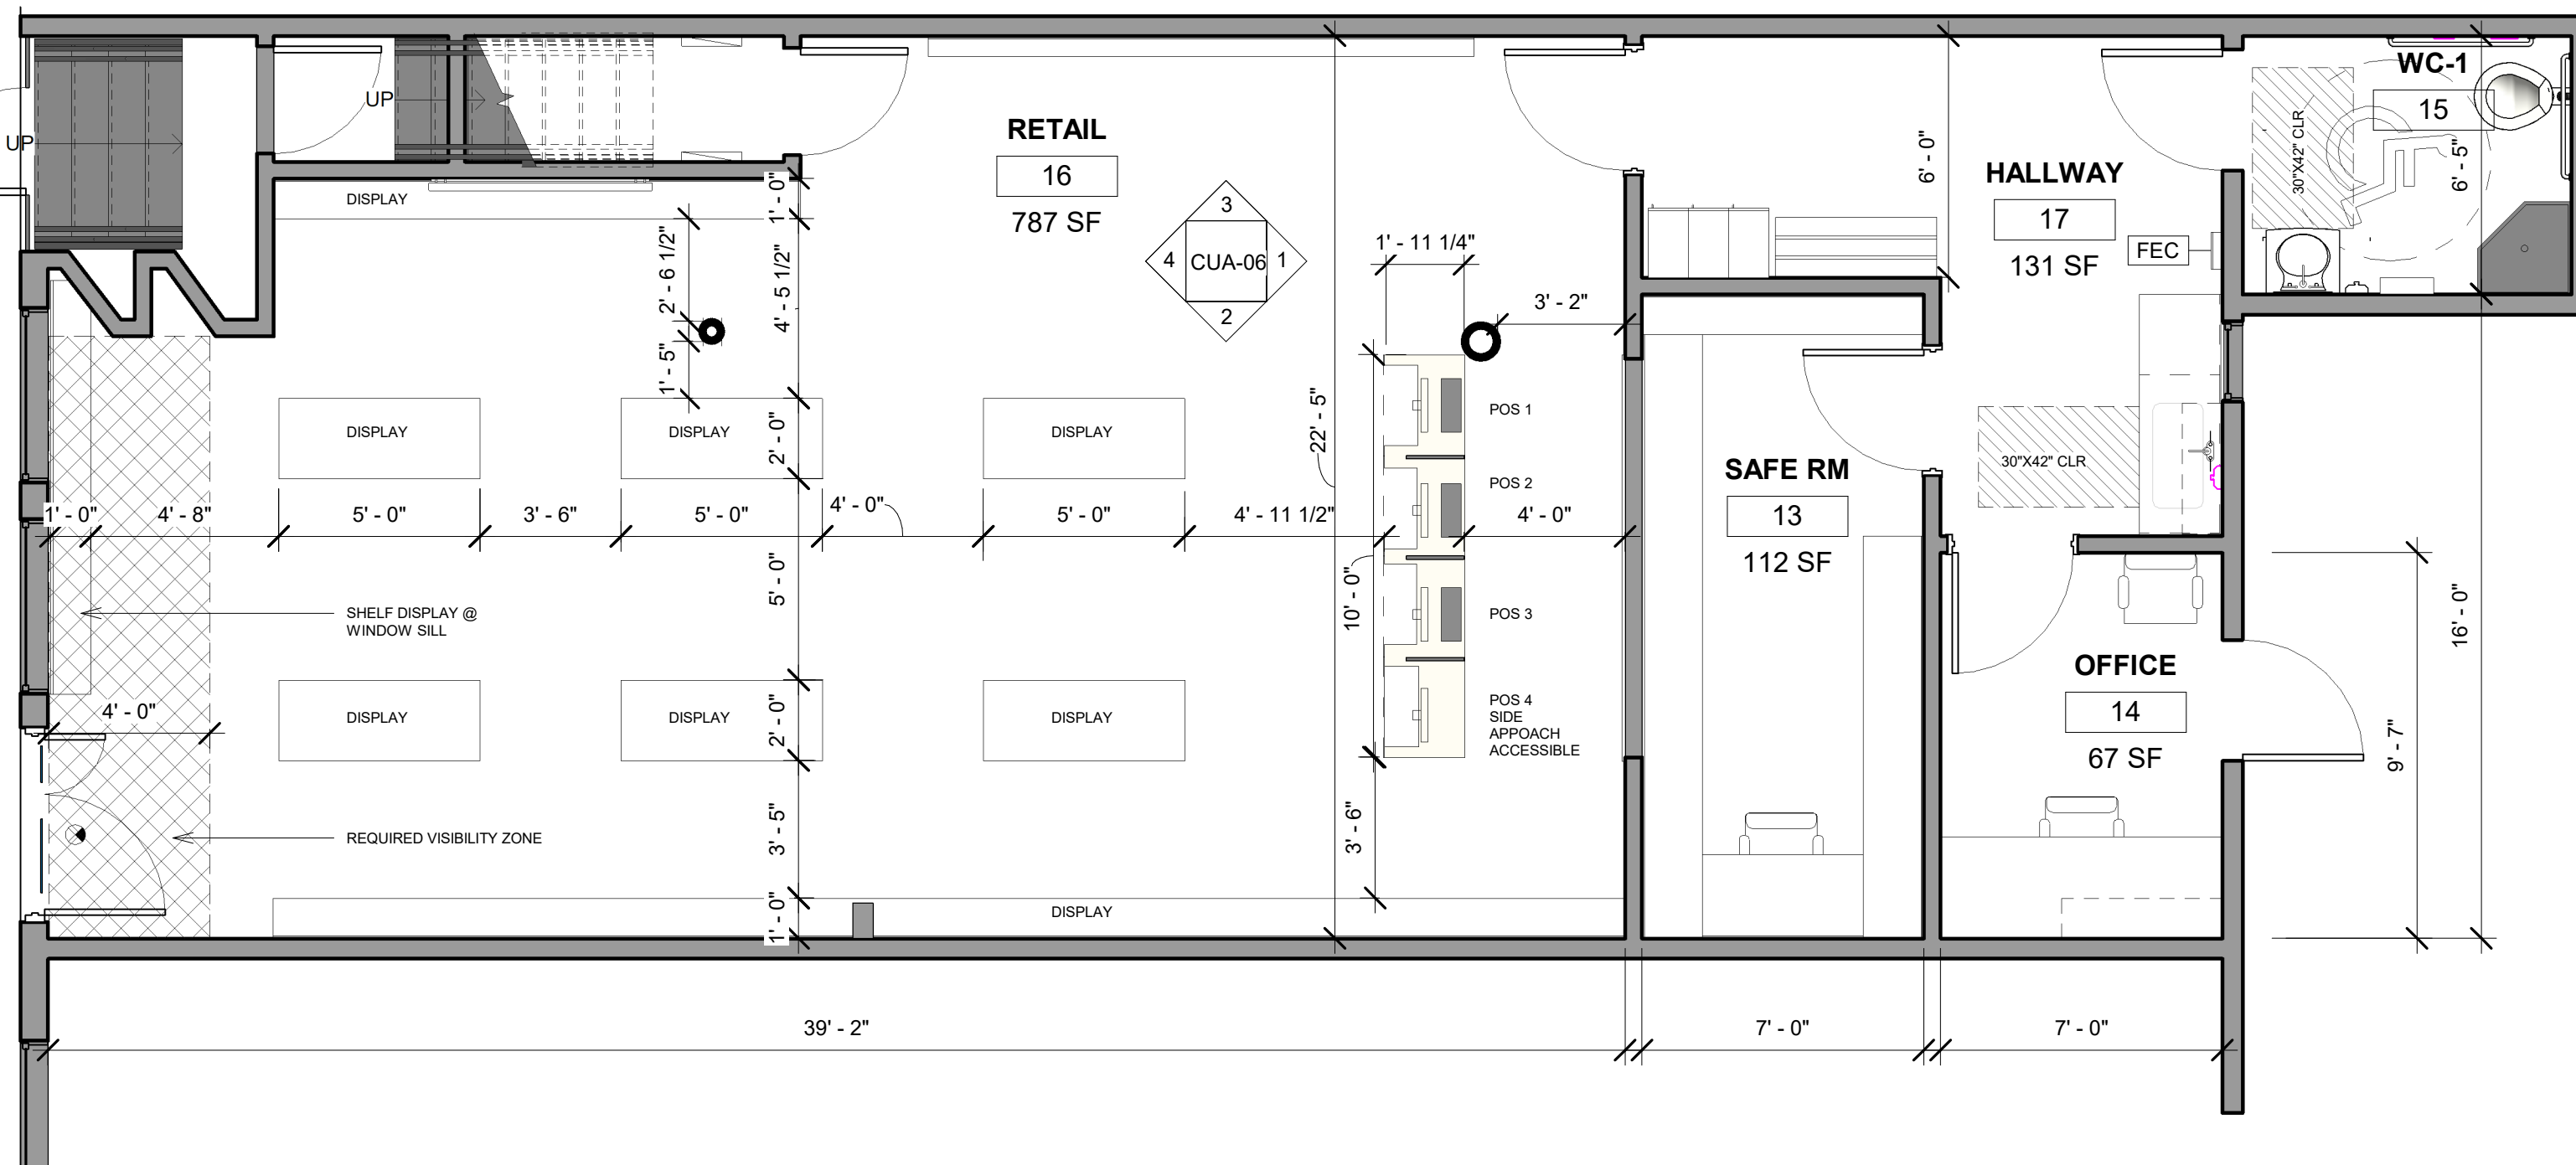 UP
UP
RETAIL
16
787 SF
3
4
CUA-06
1
2
HALLWAY
17
131 SF
FEC
WC-1
15
30"X42" CLR
6' - 5"
6' - 0"
DISPLAY
1' - 0"
2' - 6 1/2"
4' - 5 1/2"
1' - 5"
1' - 11 1/4"
3' - 2"
22' - 5"
DISPLAY
DISPLAY
DISPLAY
2' - 0"
POS 1
POS 2
POS 3
POS 4
SIDE
APPOACH
ACCESSIBLE
1' - 0"
4' - 8"
5' - 0"
3' - 6"
5' - 0"
4' - 0"
5' - 0"
4' - 11 1/2"
4' - 0"
SAFE RM
13
112 SF
30"X42" CLR
5' - 0"
10' - 0"
SHELF DISPLAY @
WINDOW SILL
4' - 0"
DISPLAY
DISPLAY
DISPLAY
2' - 0"
OFFICE
14
67 SF
16' - 0"
9' - 7"
REQUIRED VISIBILITY ZONE
3' - 5"
3' - 6"
1' - 0"
DISPLAY
39' - 2"
7' - 0"
7' - 0"